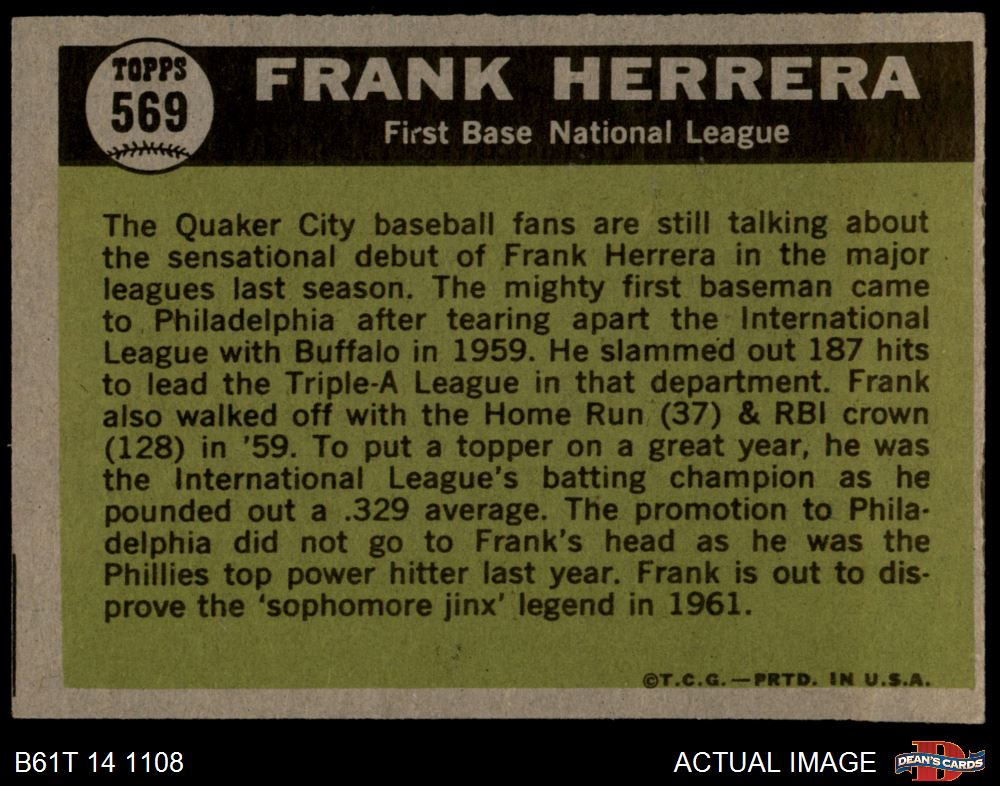 TOPPS
569
FRANK HERRERA
First Base National League
The Quaker City baseball fans are still talking about
the sensational debut of Frank Herrera in the major
leagues last season. The mighty first baseman came
to Philadelphia after tearing apart the International
League with Buffalo in 1959. He slammed out 187 hits
to lead the Triple-A League in that department. Frank
also walked off with the Home Run (37) & RBI crown
(128) in '59. To put a topper on a great year, he was
the International League's batting champion as he
pounded out a .329 average. The promotion to Phila-
delphia did not go to Frank's head as he was the
Phillies top power hitter last year. Frank is out to dis-
prove the 'sophomore jinx' legend in 1961.
©T.C.G.—PRTD. IN U.S.A.
B61T 14 1108
ACTUAL IMAGE
D
DEAN'S CARDS